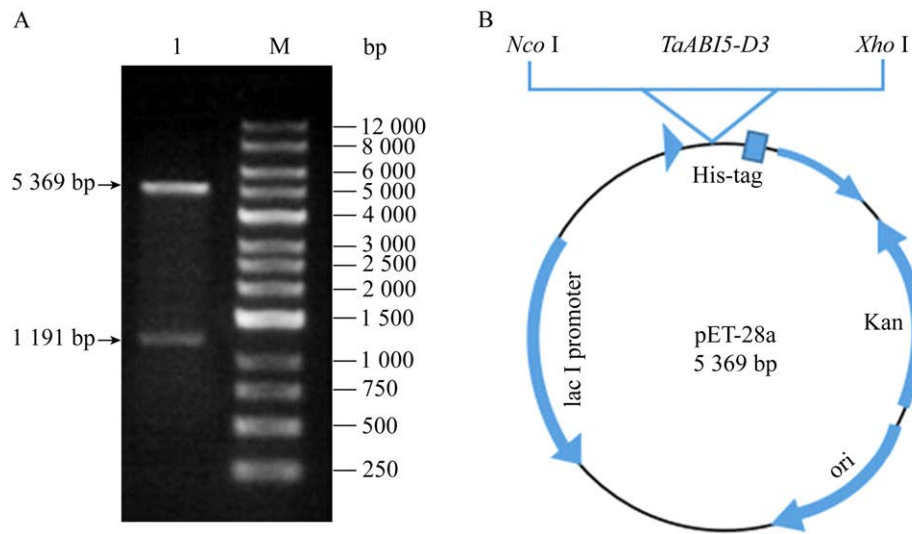 A
1 M bp
12 000
8 000
6 000
5 369 bp
5 000
4 000
3 000
2 500
2 000
1 500
1 191 bp
1 000
750
500
250
B
Nco I TaABI5-D3 Xho I
His-tag
lac I promoter
Kan
pET-28a
5 369 bp
ori